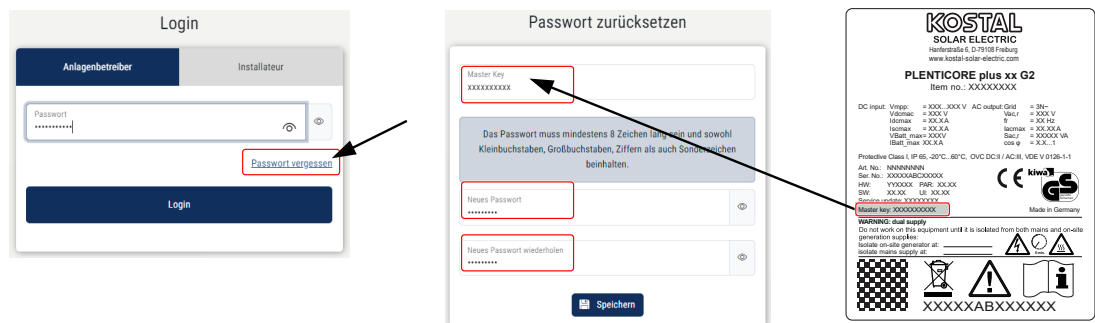 Login
Anlagenbetreiber
Installateur
Passwort
Passwort vergessen
Login
Passwort zurücksetzen
Master Key
xxxxxxxxxx
Das Passwort muss mindestens 8 Zeichen lang sein und sowohl
Kleinbuchstaben, Großbuchstaben, Ziffern als auch Sonderzeichen
beinhalten.
Neues Passwort
Neues Passwort wiederholen
Speichern
KOSTAL
SOLAR ELECTRIC
Hanferstraße 6, D-79108 Freiburg
www.kostal-solar-electric.com
PLENTICORE plus xx G2
Item no.: XXXXXXXX
DC input: Vmpp: = XXX...XXX V AC output: Grid = 3N~
Vdcmax = XXX V Vac,r = XXX V
Idcmax = XX.X A fr = XX Hz
Iscmax = XX.X A Iacmax = XX.XX A
VBatt_max = XXX V Sac,r = XXXXX VA
IBatt_max XX.X A cos φ = X.X...1
Protective Class I, IP 65, -20°C...60°C, OVC DC:II / AC:III, VDE V 0126-1-1
Art. No.: NNNNNNN
Ser. No.: XXXXXABCXXXXX
HW: YYXXXX PAR: XX.XX
SW: XX.XX UI: XX.XX
Service update: XXXXXXXX
Master key: XXXXXXXXXX
CE
kiwa
GS
Made in Germany
WARNING: dual supply
Do not work on this equipment until it is isolated from both mains and on-site
generation supplies:
Isolate on-site generator at:
isolate mains supply at:
XXXXXABXXXXXX